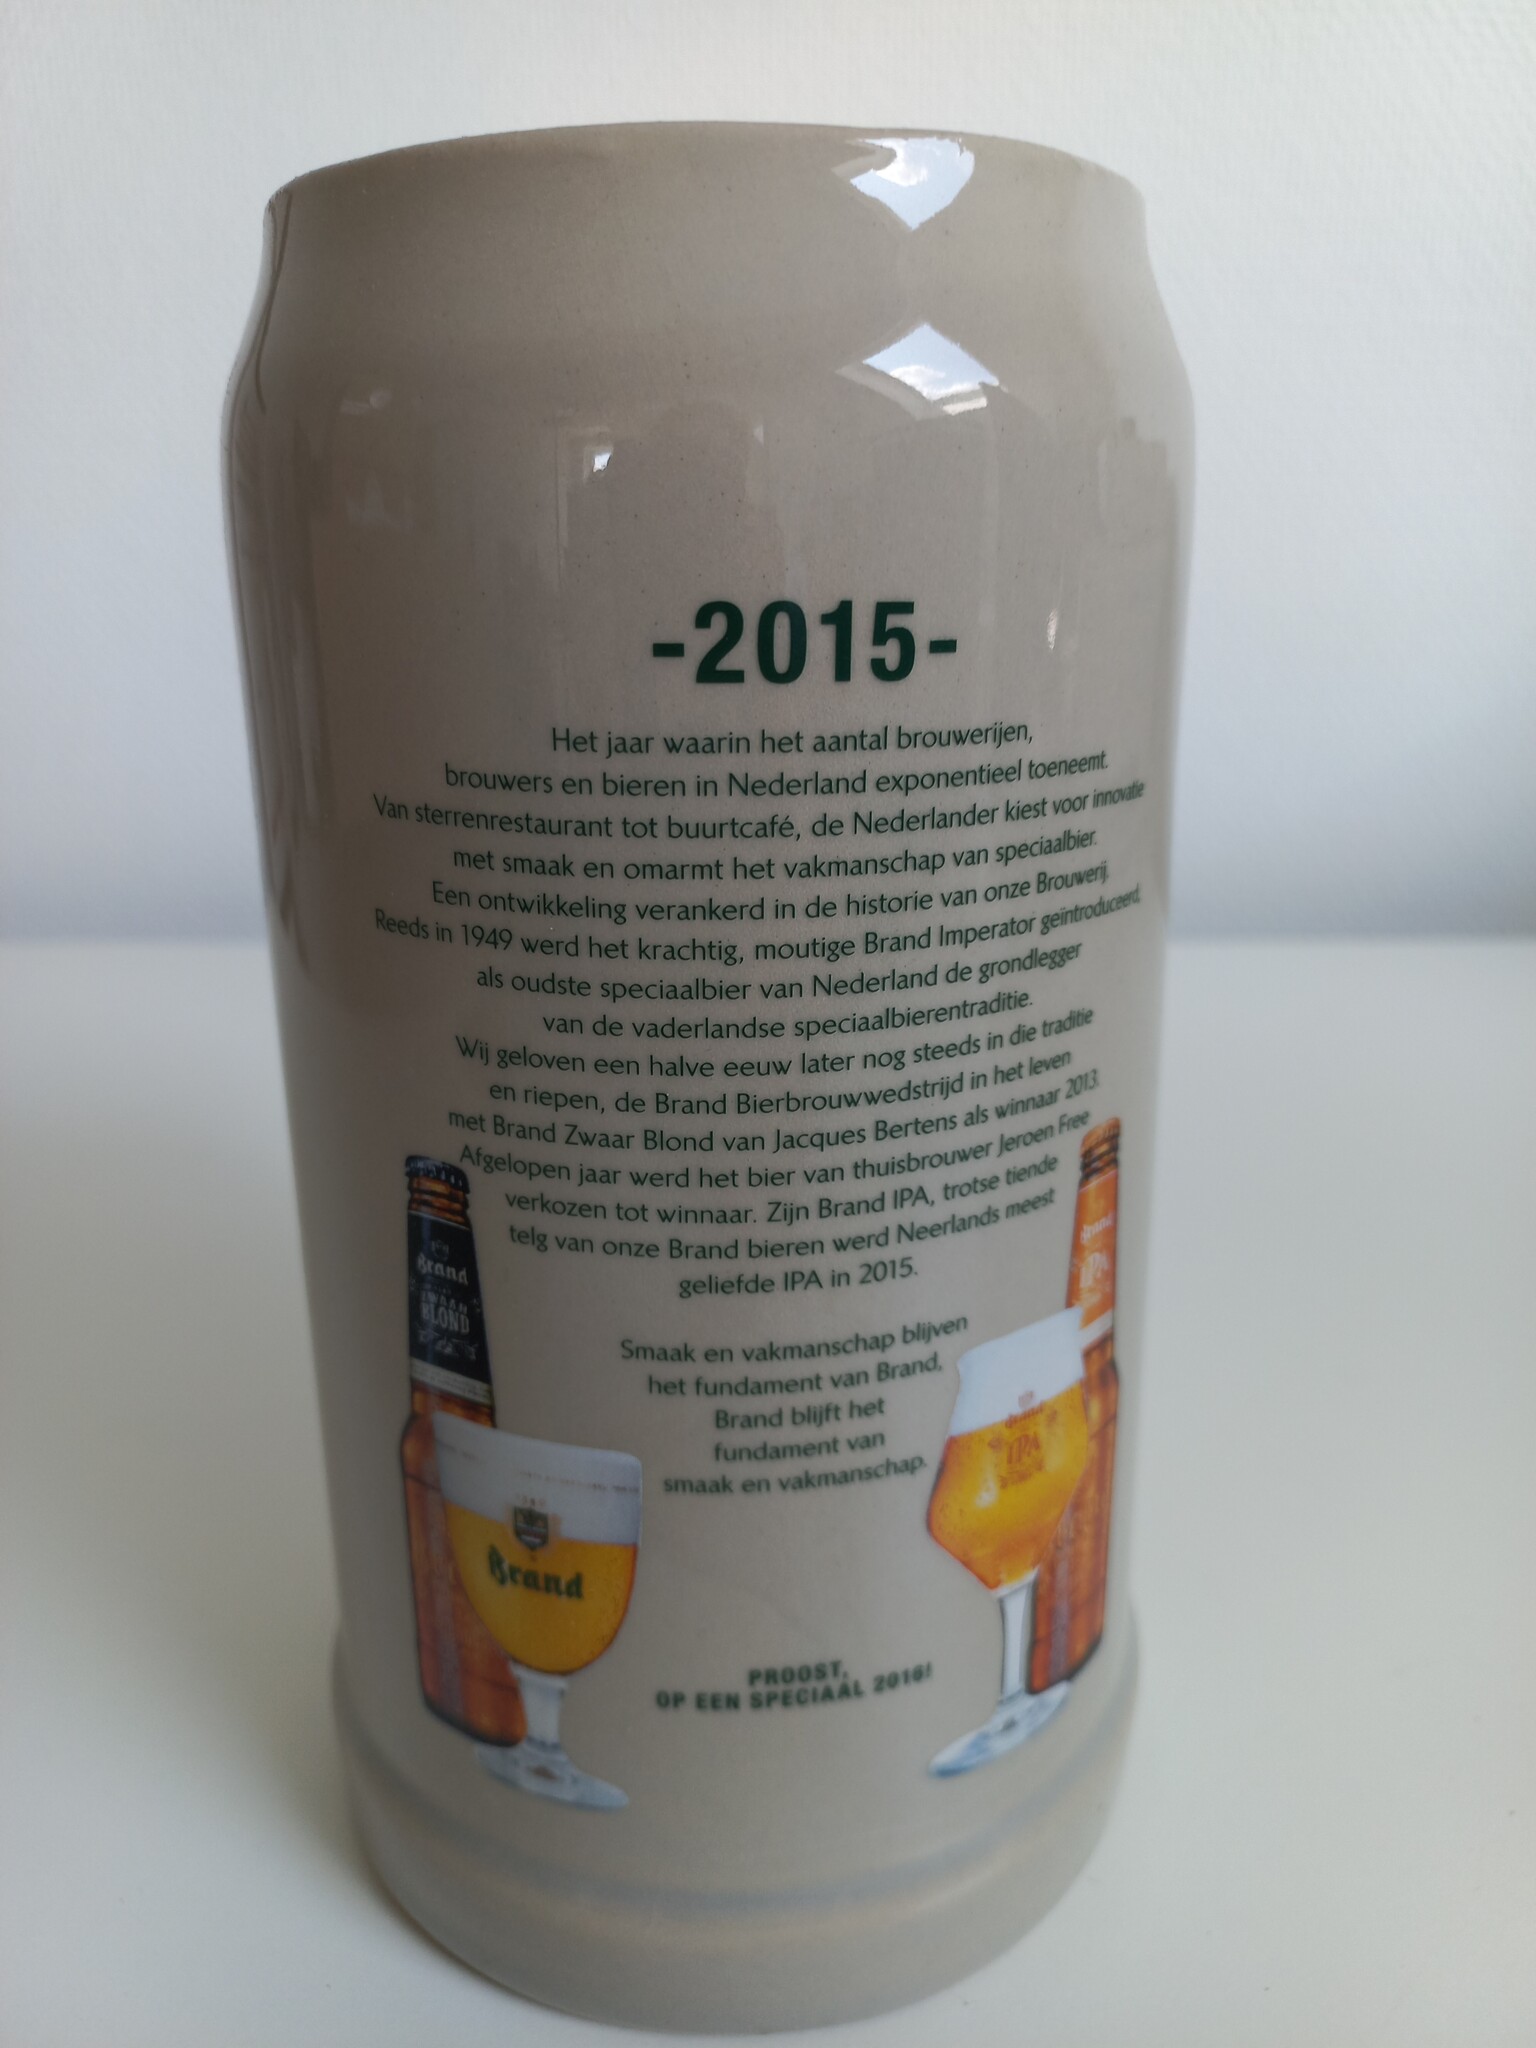 -2015-
Het jaar waarin het aantal brouwerijen,
brouwers en bieren in Nederland exponentieel toeneemt.
Van sterrenrestaurant tot buurtcafé, de Nederlander kiest voor innovatie
met smaak en omarmt het vakmanschap van speciaalbier.
Een ontwikkeling verankerd in de historie van onze Brouwerij.
Reeds in 1949 werd het krachtig, moutige Brand Imperator geïntroduceerd,
als oudste speciaalbier van Nederland de grondlegger
van de vaderlandse speciaalbierentraditie.
Wij geloven een halve eeuw later nog steeds in die traditie
en riepen, de Brand Bierbrouwwedstrijd in het leven
met Brand Zwaar Blond van Jacques Bertens als winnaar 2013.
Afgelopen jaar werd het bier van thuisbrouwer Jeroen Free
verkozen tot winnaar. Zijn Brand IPA, trotse tiende
telg van onze Brand bieren werd Neerlands meest
geliefde IPA in 2015.
Smaak en vakmanschap blijven
het fundament van Brand,
Brand blijft het
fundament van
smaak en vakmanschap.
PROOST,
OP EEN SPECIAAL 2016!
Brand
ZWAAR
BLOND
Brand
Brand
IPA
Brand
IPA